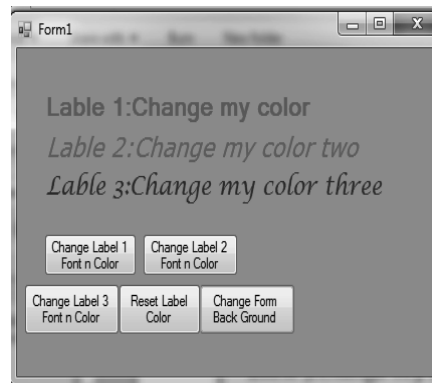 Form1
Lable 1:Change my color
Lable 2:Change my color two
Lable 3:Change my color three
Change Label 1
Font n Color
Change Label 2
Font n Color
Change Label 3
Font n Color
Reset Label
Color
Change Form
Back Ground